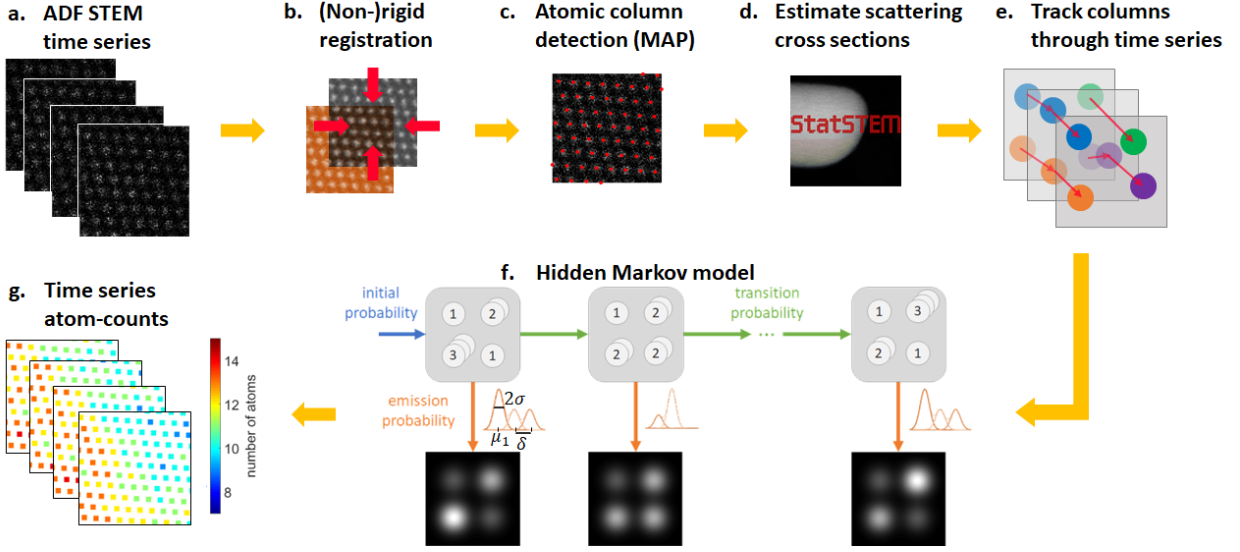 a. ADF STEM
time series
b. (Non-)rigid
registration
c. Atomic column
detection (MAP)
d. Estimate scattering
cross sections
StatSTEM
e. Track columns
through time series
f. Hidden Markov model
initial
probability
1 2
3 1
1 2
2 2
transition
probability
...
1 3
2 1
emission
probability
2σ
μ1
δ
g. Time series
atom-counts
14
12
10
8
number of atoms